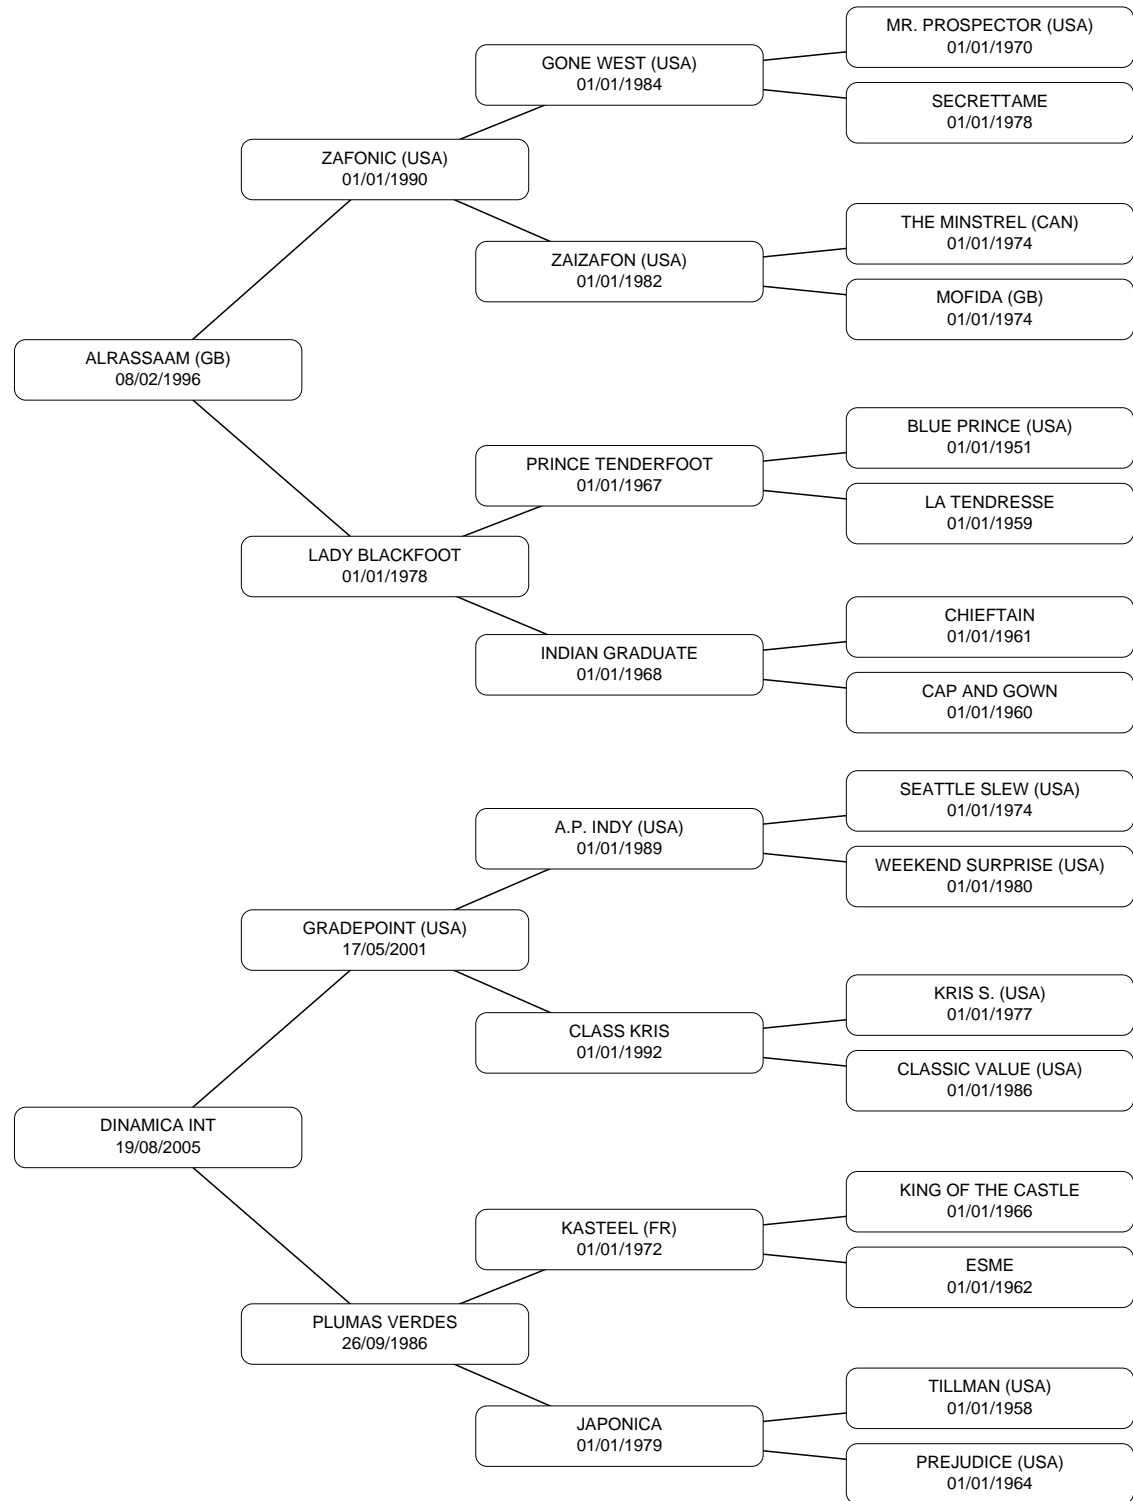 MR. PROSPECTOR (USA)
01/01/1970
GONE WEST (USA)
01/01/1984
SECRETTAME
01/01/1978
ZAFONIC (USA)
01/01/1990
THE MINSTREL (CAN)
01/01/1974
ZAIZAFON (USA)
01/01/1982
MOFIDA (GB)
01/01/1974
ALRASSAAM (GB)
08/02/1996
BLUE PRINCE (USA)
01/01/1951
PRINCE TENDERFOOT
01/01/1967
LA TENDRESSE
01/01/1959
LADY BLACKFOOT
01/01/1978
CHIEFTAIN
01/01/1961
INDIAN GRADUATE
01/01/1968
CAP AND GOWN
01/01/1960
SEATTLE SLEW (USA)
01/01/1974
A.P. INDY (USA)
01/01/1989
WEEKEND SURPRISE (USA)
01/01/1980
GRADEPOINT (USA)
17/05/2001
KRIS S. (USA)
01/01/1977
CLASS KRIS
01/01/1992
CLASSIC VALUE (USA)
01/01/1986
DINAMICA INT
19/08/2005
KING OF THE CASTLE
01/01/1966
KASTEEL (FR)
01/01/1972
ESME
01/01/1962
PLUMAS VERDES
26/09/1986
TILLMAN (USA)
01/01/1958
JAPONICA
01/01/1979
PREJUDICE (USA)
01/01/1964